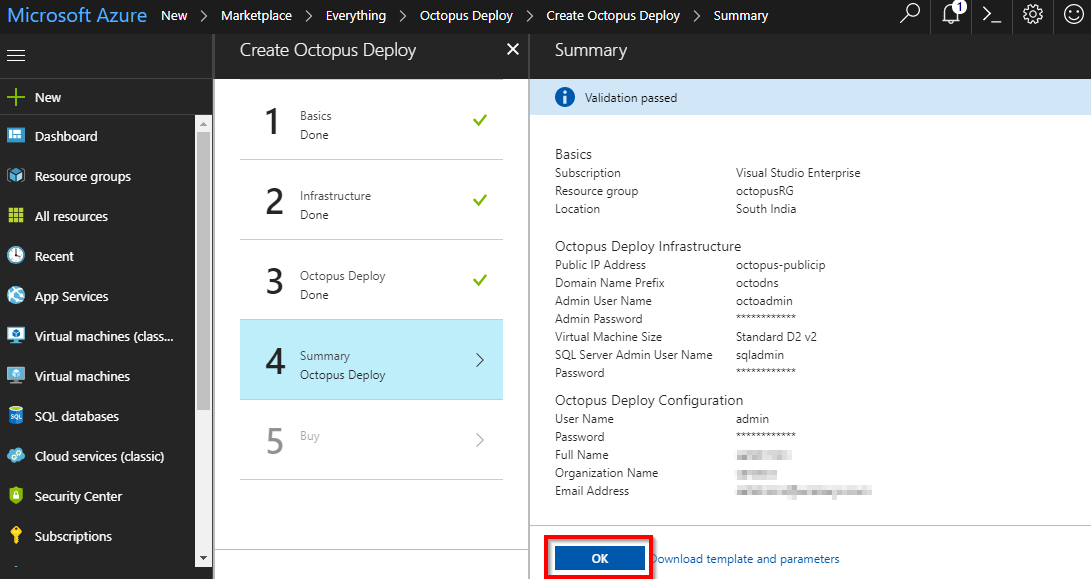 Microsoft Azure New > Marketplace > Everything > Octopus Deploy > Create Octopus Deploy > Summary 1
Create Octopus Deploy
Summary
New
Dashboard
Resource groups
All resources
Recent
App Services
Virtual machines (class...
Virtual machines
SQL databases
Cloud services (classic)
Security Center
Subscriptions
1 Basics
Done
2 Infrastructure
Done
3 Octopus Deploy
Done
4 Summary
Octopus Deploy
5 Buy
Validation passed
Basics
Subscription Visual Studio Enterprise
Resource group octopusRG
Location South India
Octopus Deploy Infrastructure
Public IP Address octopus-publicip
Domain Name Prefix octodns
Admin User Name octoadmin
Admin Password ************
Virtual Machine Size Standard D2 v2
SQL Server Admin User Name sqladmin
Password ************
Octopus Deploy Configuration
User Name admin
Password ************
Full Name
Organization Name
Email Address
OK Download template and parameters